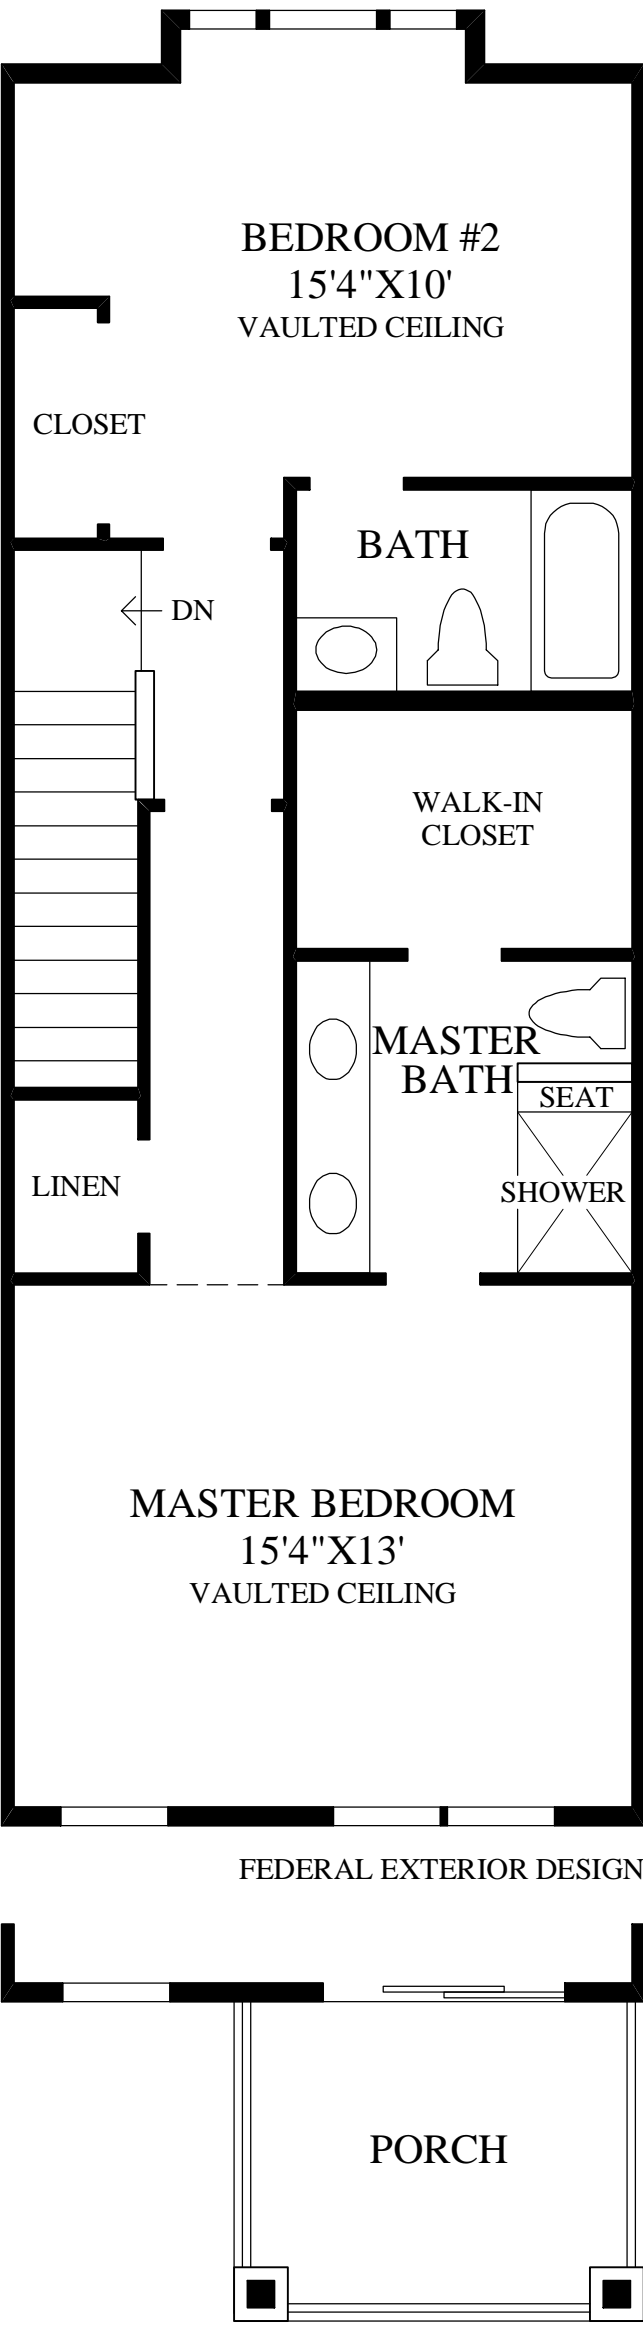 BEDROOM #2
15'4"X10'
VAULTED CEILING
CLOSET
BATH
DN
WALK-IN
CLOSET
MASTER
BATH
SEAT
SHOWER
LINEN
MASTER BEDROOM
15'4"X13'
VAULTED CEILING
FEDERAL EXTERIOR DESIGN
PORCH